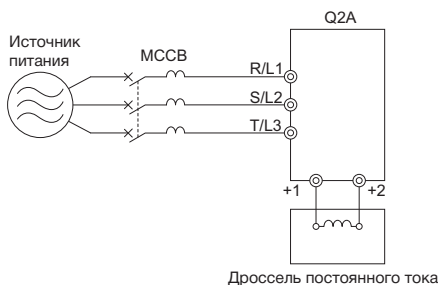 Q2A
Источник
питания
MCCB
R/L1
S/L2
T/L3
+1
+2
Дроссель постоянного тока